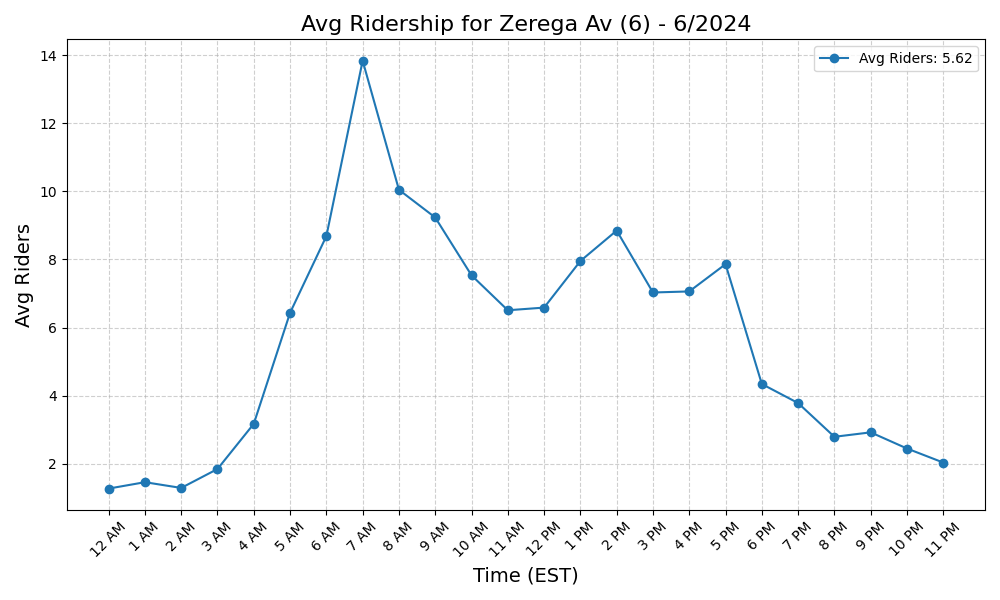 Avg Ridership for Zerega Av (6) - 6/2024
Avg Riders: 5.62
Avg Riders
14
12
10
8
6
4
2
12 AM
1 AM
2 AM
3 AM
4 AM
5 AM
6 AM
7 AM
8 AM
9 AM
10 AM
11 AM
12 PM
1 PM
2 PM
3 PM
4 PM
5 PM
6 PM
7 PM
8 PM
9 PM
10 PM
11 PM
Time (EST)